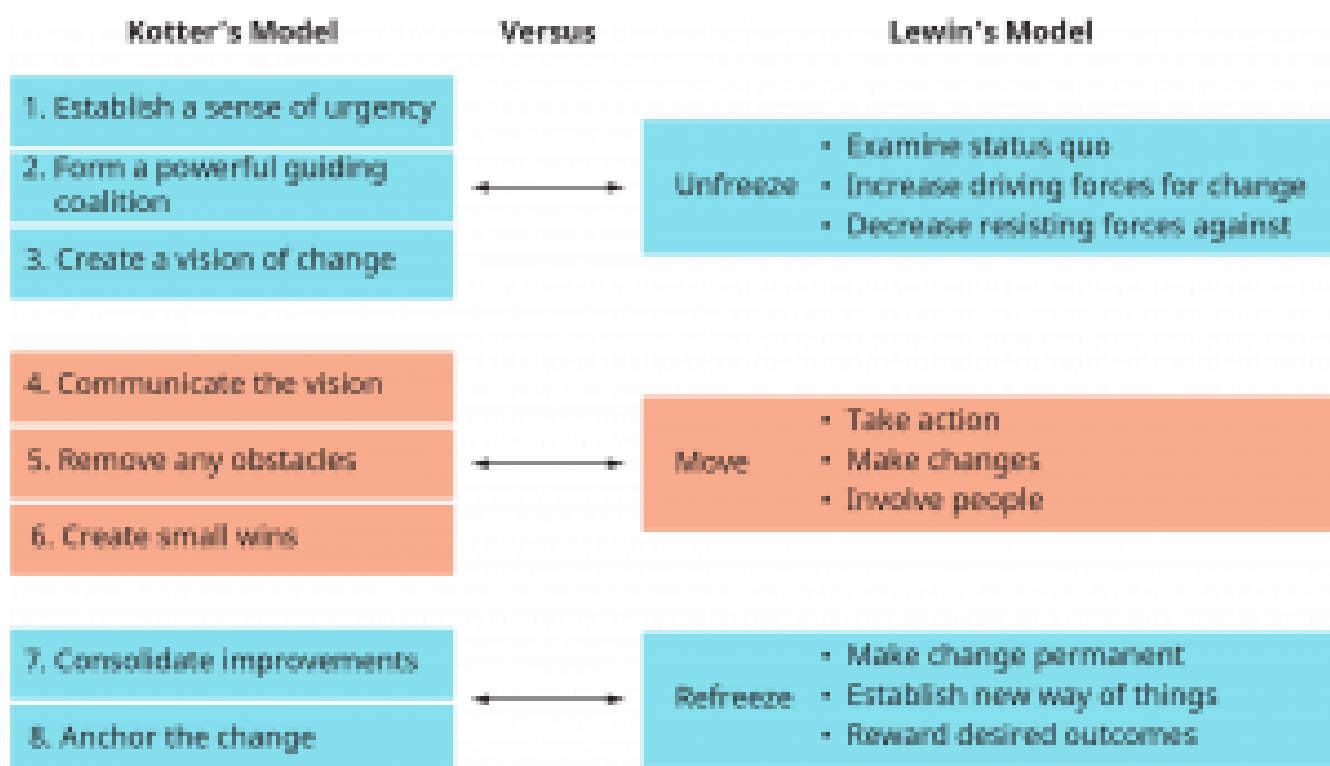 Kotter's Model Versus Lewin's Model
1. Establish a sense of urgency
2. Form a powerful guiding
coalition
3. Create a vision of change
Unfreeze
• Examine status quo
• Increase driving forces for change
• Decrease resisting forces against
4. Communicate the vision
5. Remove any obstacles
6. Create small wins
Move
• Take action
• Make changes
• Involve people
7. Consolidate improvements
8. Anchor the change
Refreeze
• Make change permanent
• Establish new way of things
• Reward desired outcomes